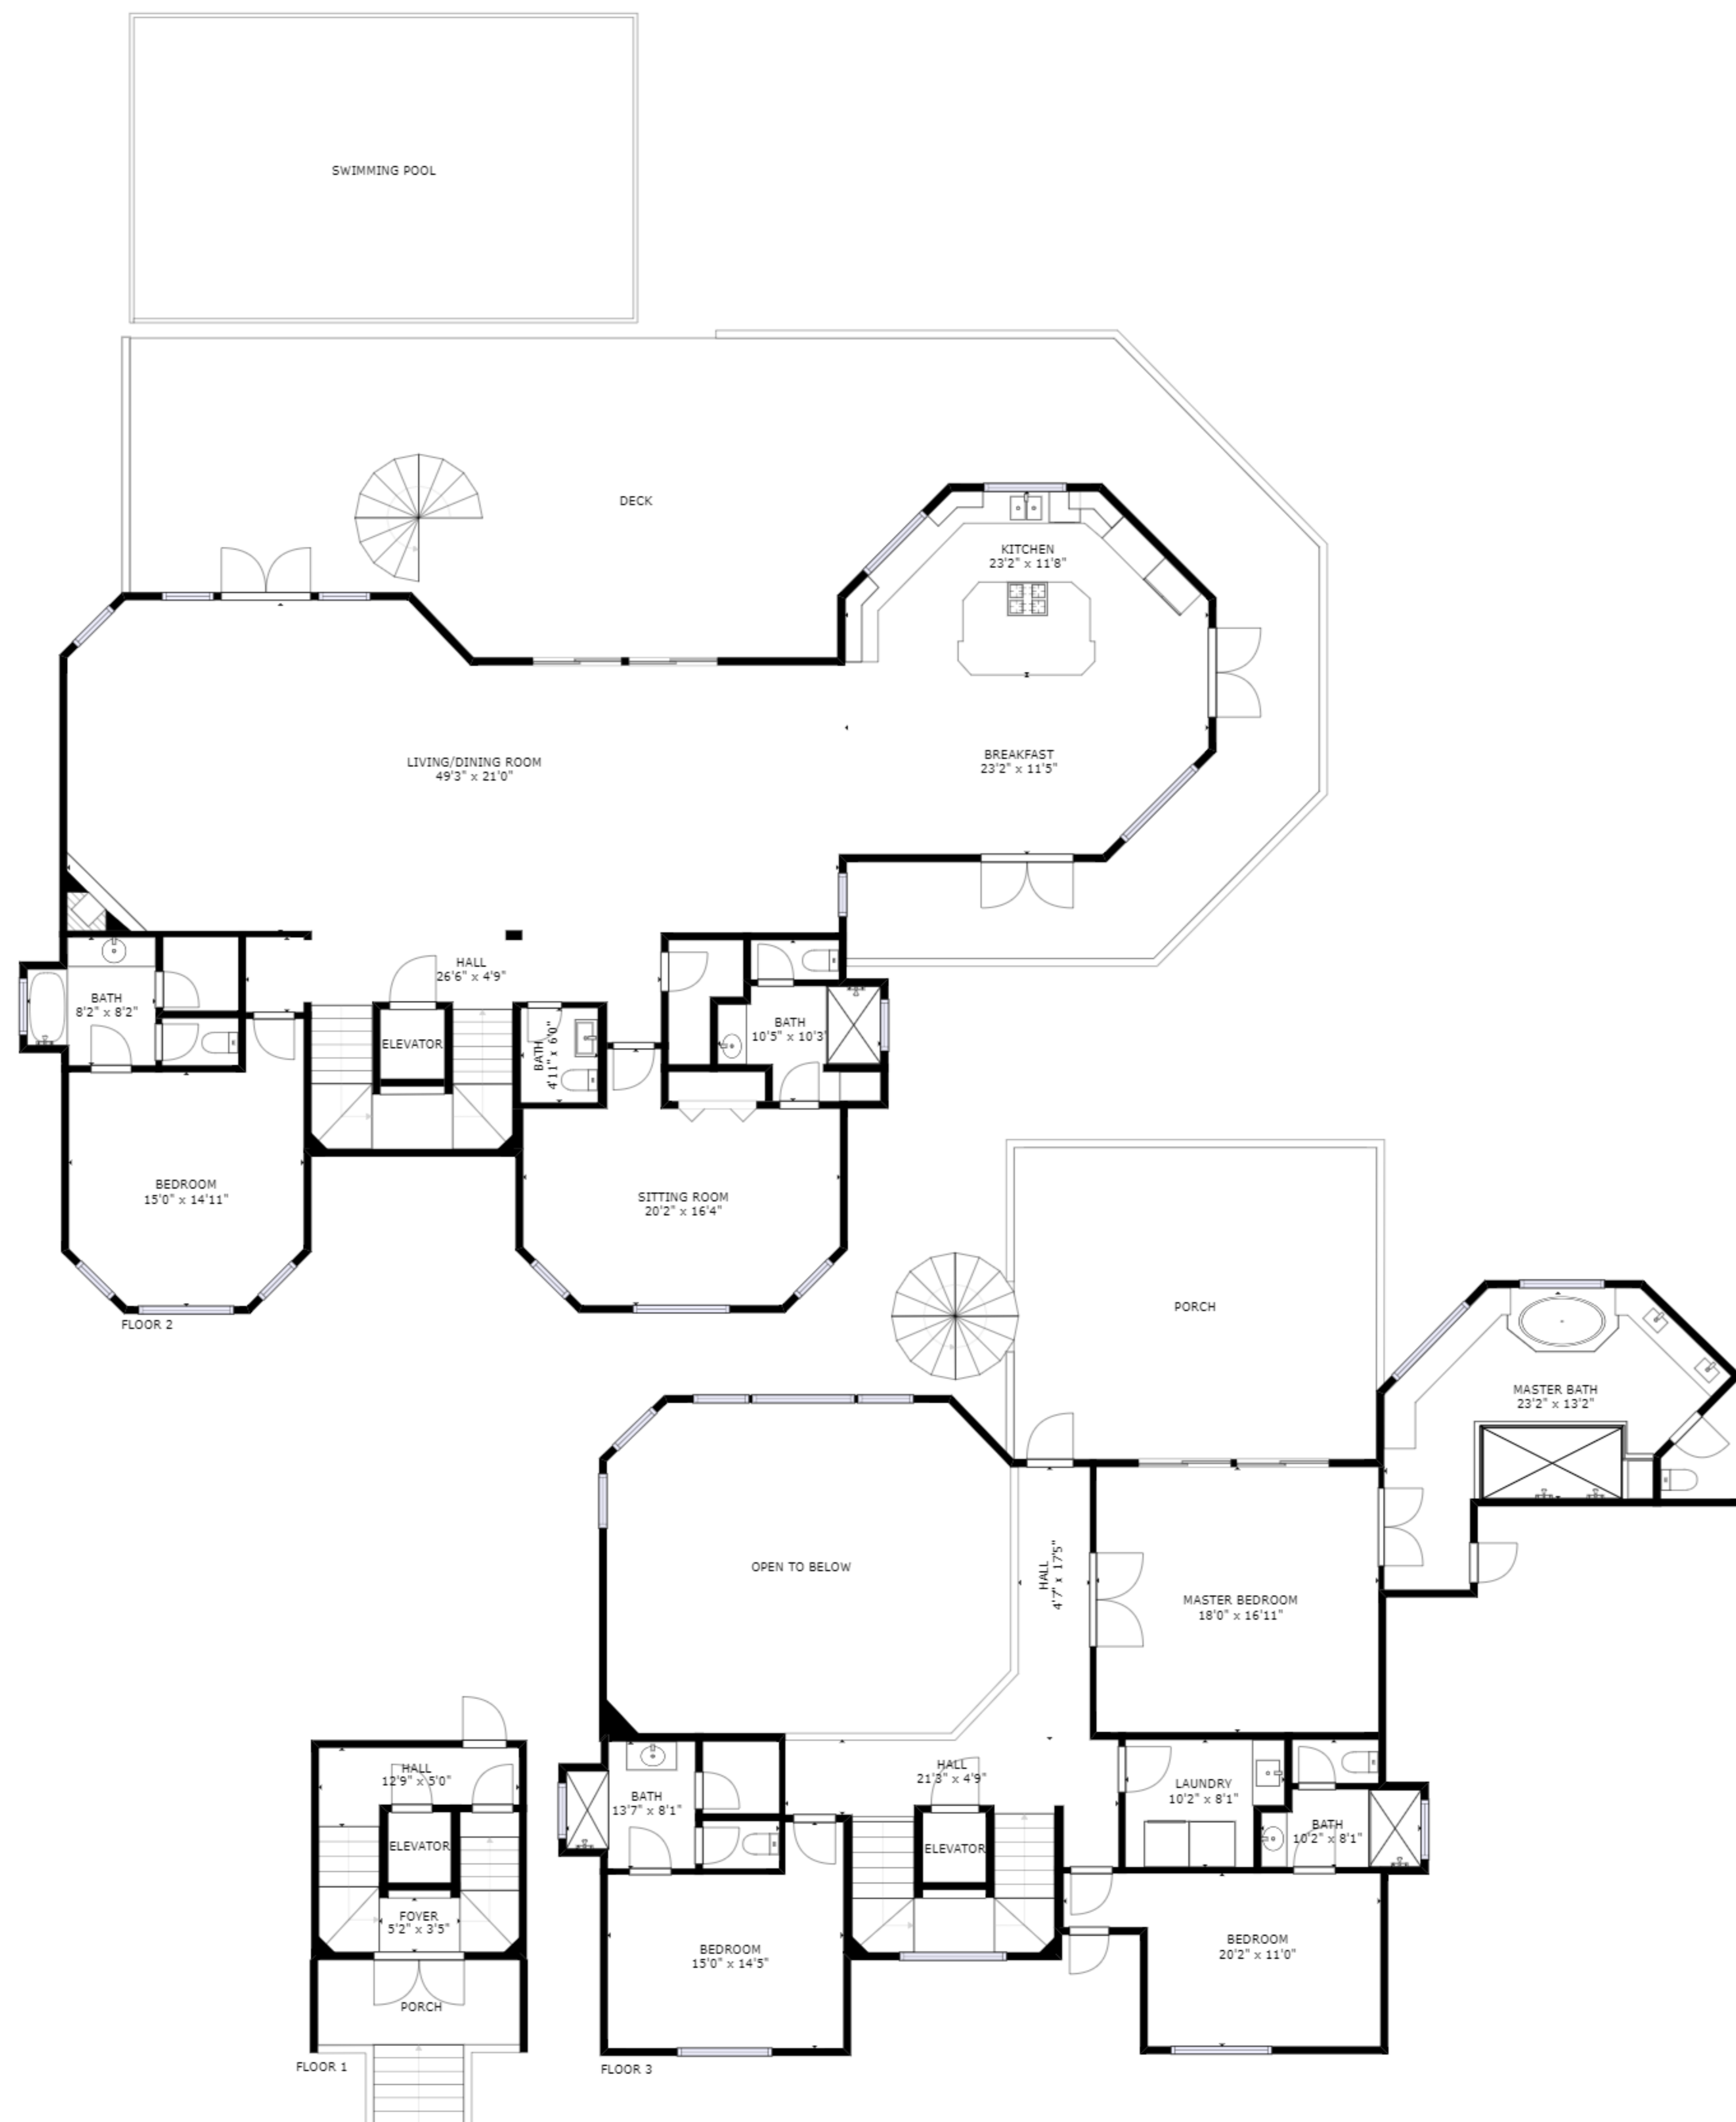 SWIMMING POOL
DECK
KITCHEN
23'2" x 11'8"
LIVING/DINING ROOM
49'3" x 21'0"
BREAKFAST
23'2" x 11'5"
HALL
26'6" x 4'9"
BATH
8'2" x 8'2"
ELEVATOR
BATH
4'11" x 6'0"
BATH
10'5" x 10'3"
BEDROOM
15'0" x 14'11"
SITTING ROOM
20'2" x 16'4"
FLOOR 2
PORCH
MASTER BATH
23'2" x 13'2"
OPEN TO BELOW
HALL
4'7" x 17'5"
MASTER BEDROOM
18'0" x 16'11"
HALL
21'3" x 4'9"
BATH
13'7" x 8'1"
LAUNDRY
10'2" x 8'1"
BATH
10'2" x 8'1"
ELEVATOR
BEDROOM
15'0" x 14'5"
BEDROOM
20'2" x 11'0"
FLOOR 3
HALL
12'9" x 5'0"
ELEVATOR
FOYER
5'2" x 3'5"
PORCH
FLOOR 1